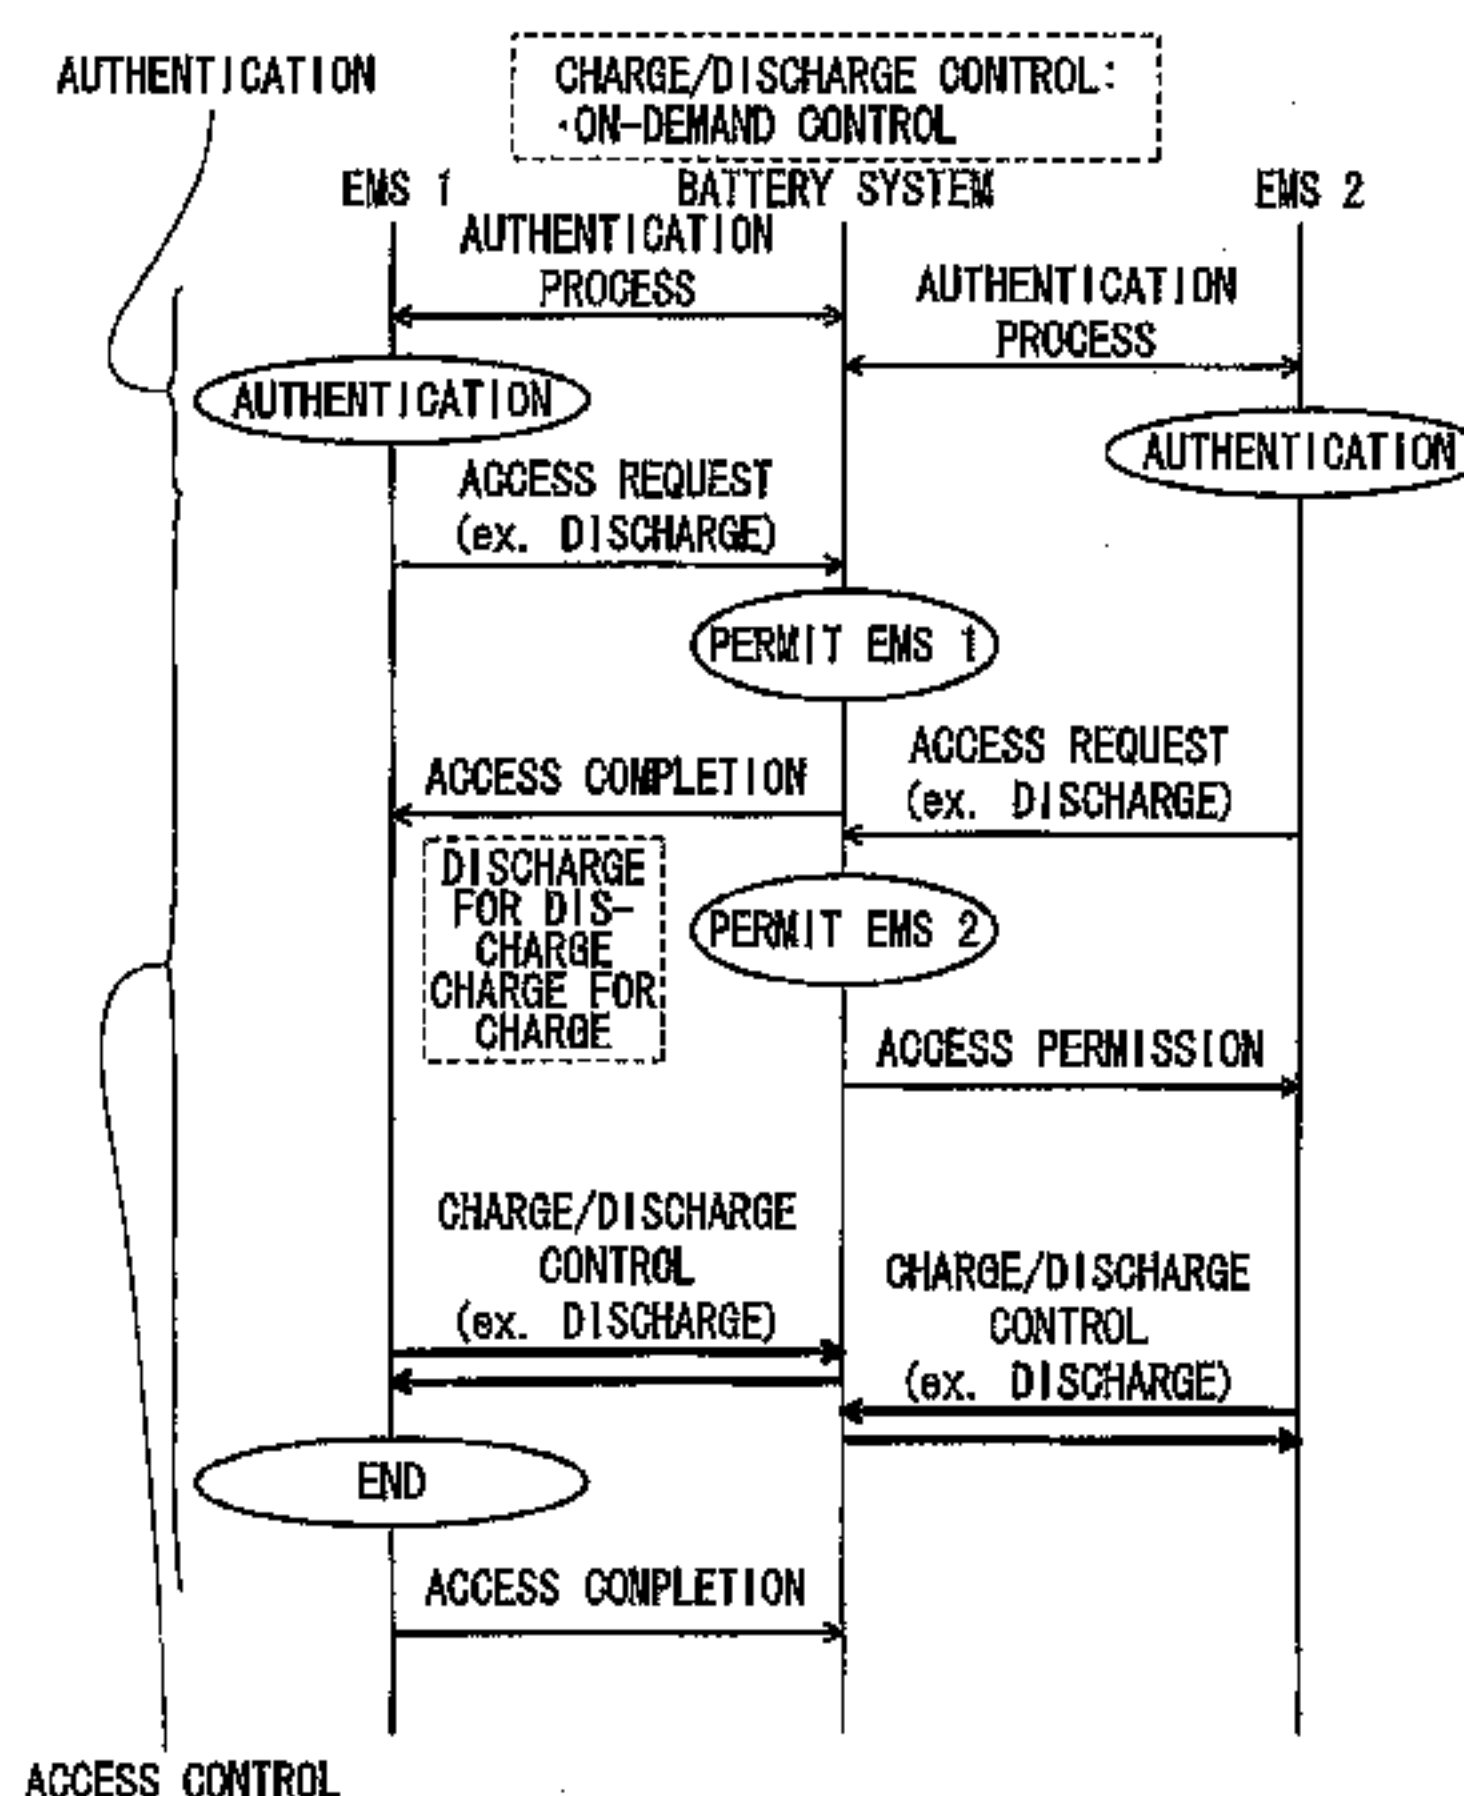 AUTHENTICATION
CHARGE/DISCHARGE CONTROL:
・ON-DEMAND CONTROL
EMS 1
BATTERY SYSTEM
EMS 2
AUTHENTICATION
PROCESS
AUTHENTICATION
PROCESS
AUTHENTICATION
AUTHENTICATION
ACCESS REQUEST
(ex. DISCHARGE)
PERMIT EMS 1
ACCESS REQUEST
(ex. DISCHARGE)
ACCESS COMPLETION
DISCHARGE
FOR DIS-
CHARGE
CHARGE FOR
CHARGE
PERMIT EMS 2
ACCESS PERMISSION
CHARGE/DISCHARGE
CONTROL
(ex. DISCHARGE)
CHARGE/DISCHARGE
CONTROL
(ex. DISCHARGE)
END
ACCESS COMPLETION
ACCESS CONTROL